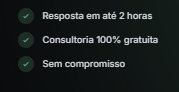 Resposta em até 2 horas
Consultoria 100% gratuita
Sem compromisso